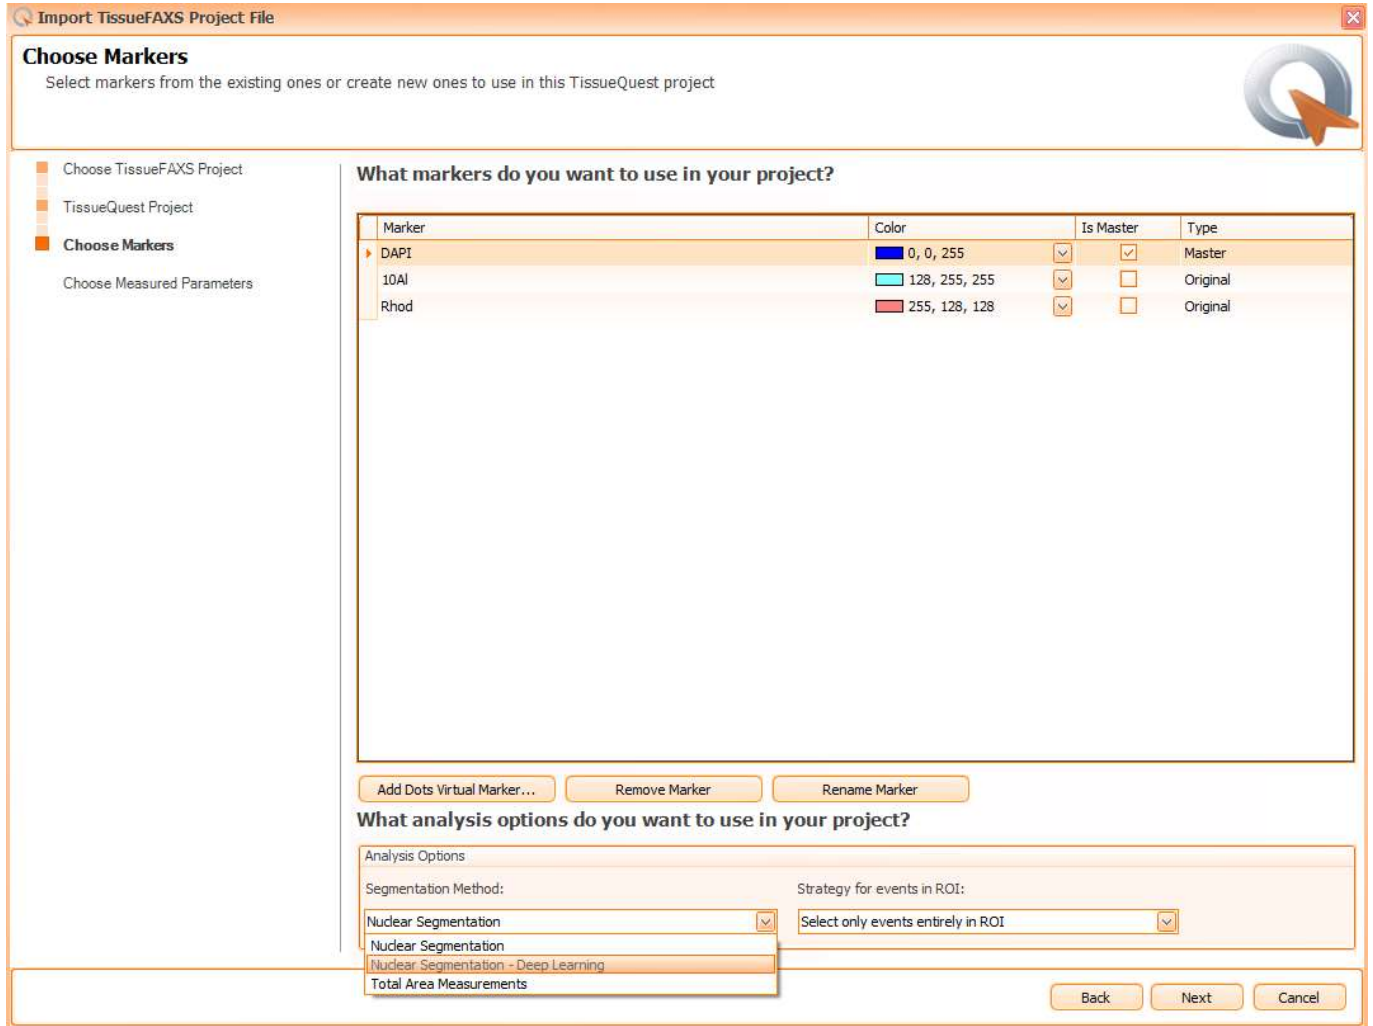 Import TissueFAXS Project File
Choose Markers
Select markers from the existing ones or create new ones to use in this TissueQuest project
Choose TissueFAXS Project
TissueQuest Project
Choose Markers
Choose Measured Parameters
What markers do you want to use in your project?
Marker Color Is Master Type
DAPI 0, 0, 255 Master
10Al 128, 255, 255 Original
Rhod 255, 128, 128 Original
Add Dots Virtual Marker... Remove Marker Rename Marker
What analysis options do you want to use in your project?
Analysis Options
Segmentation Method: Strategy for events in ROI:
Nuclear Segmentation Select only events entirely in ROI
Nuclear Segmentation
Nuclear Segmentation - Deep Learning
Total Area Measurements
Back Next Cancel